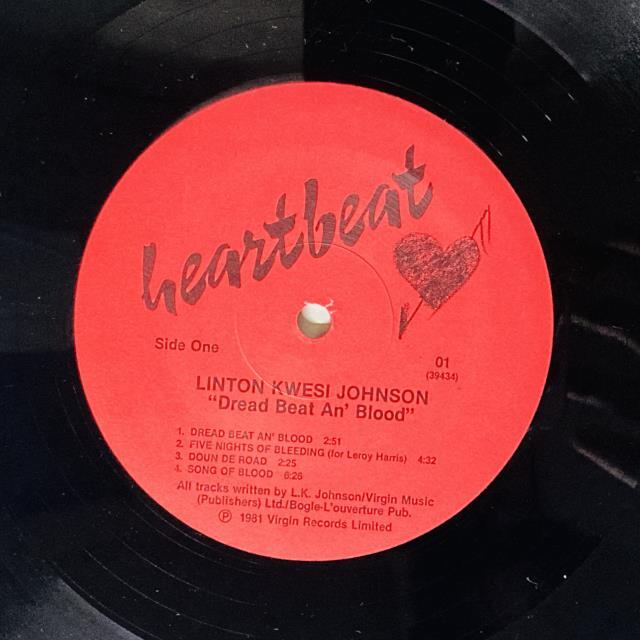 heartbeat
Side One
01
(39434)
LINTON KWESI JOHNSON
"Dread Beat An' Blood"
1. DREAD BEAT AN' BLOOD 2:51
2. FIVE NIGHTS OF BLEEDING (for Leroy Harris) 4:32
3. DOUN DE ROAD 2:25
4. SONG OF BLOOD 6:26
All tracks written by L.K. Johnson/Virgin Music
(Publishers) Ltd./Bogle-L'ouverture Pub.
Ⓟ 1981 Virgin Records Limited